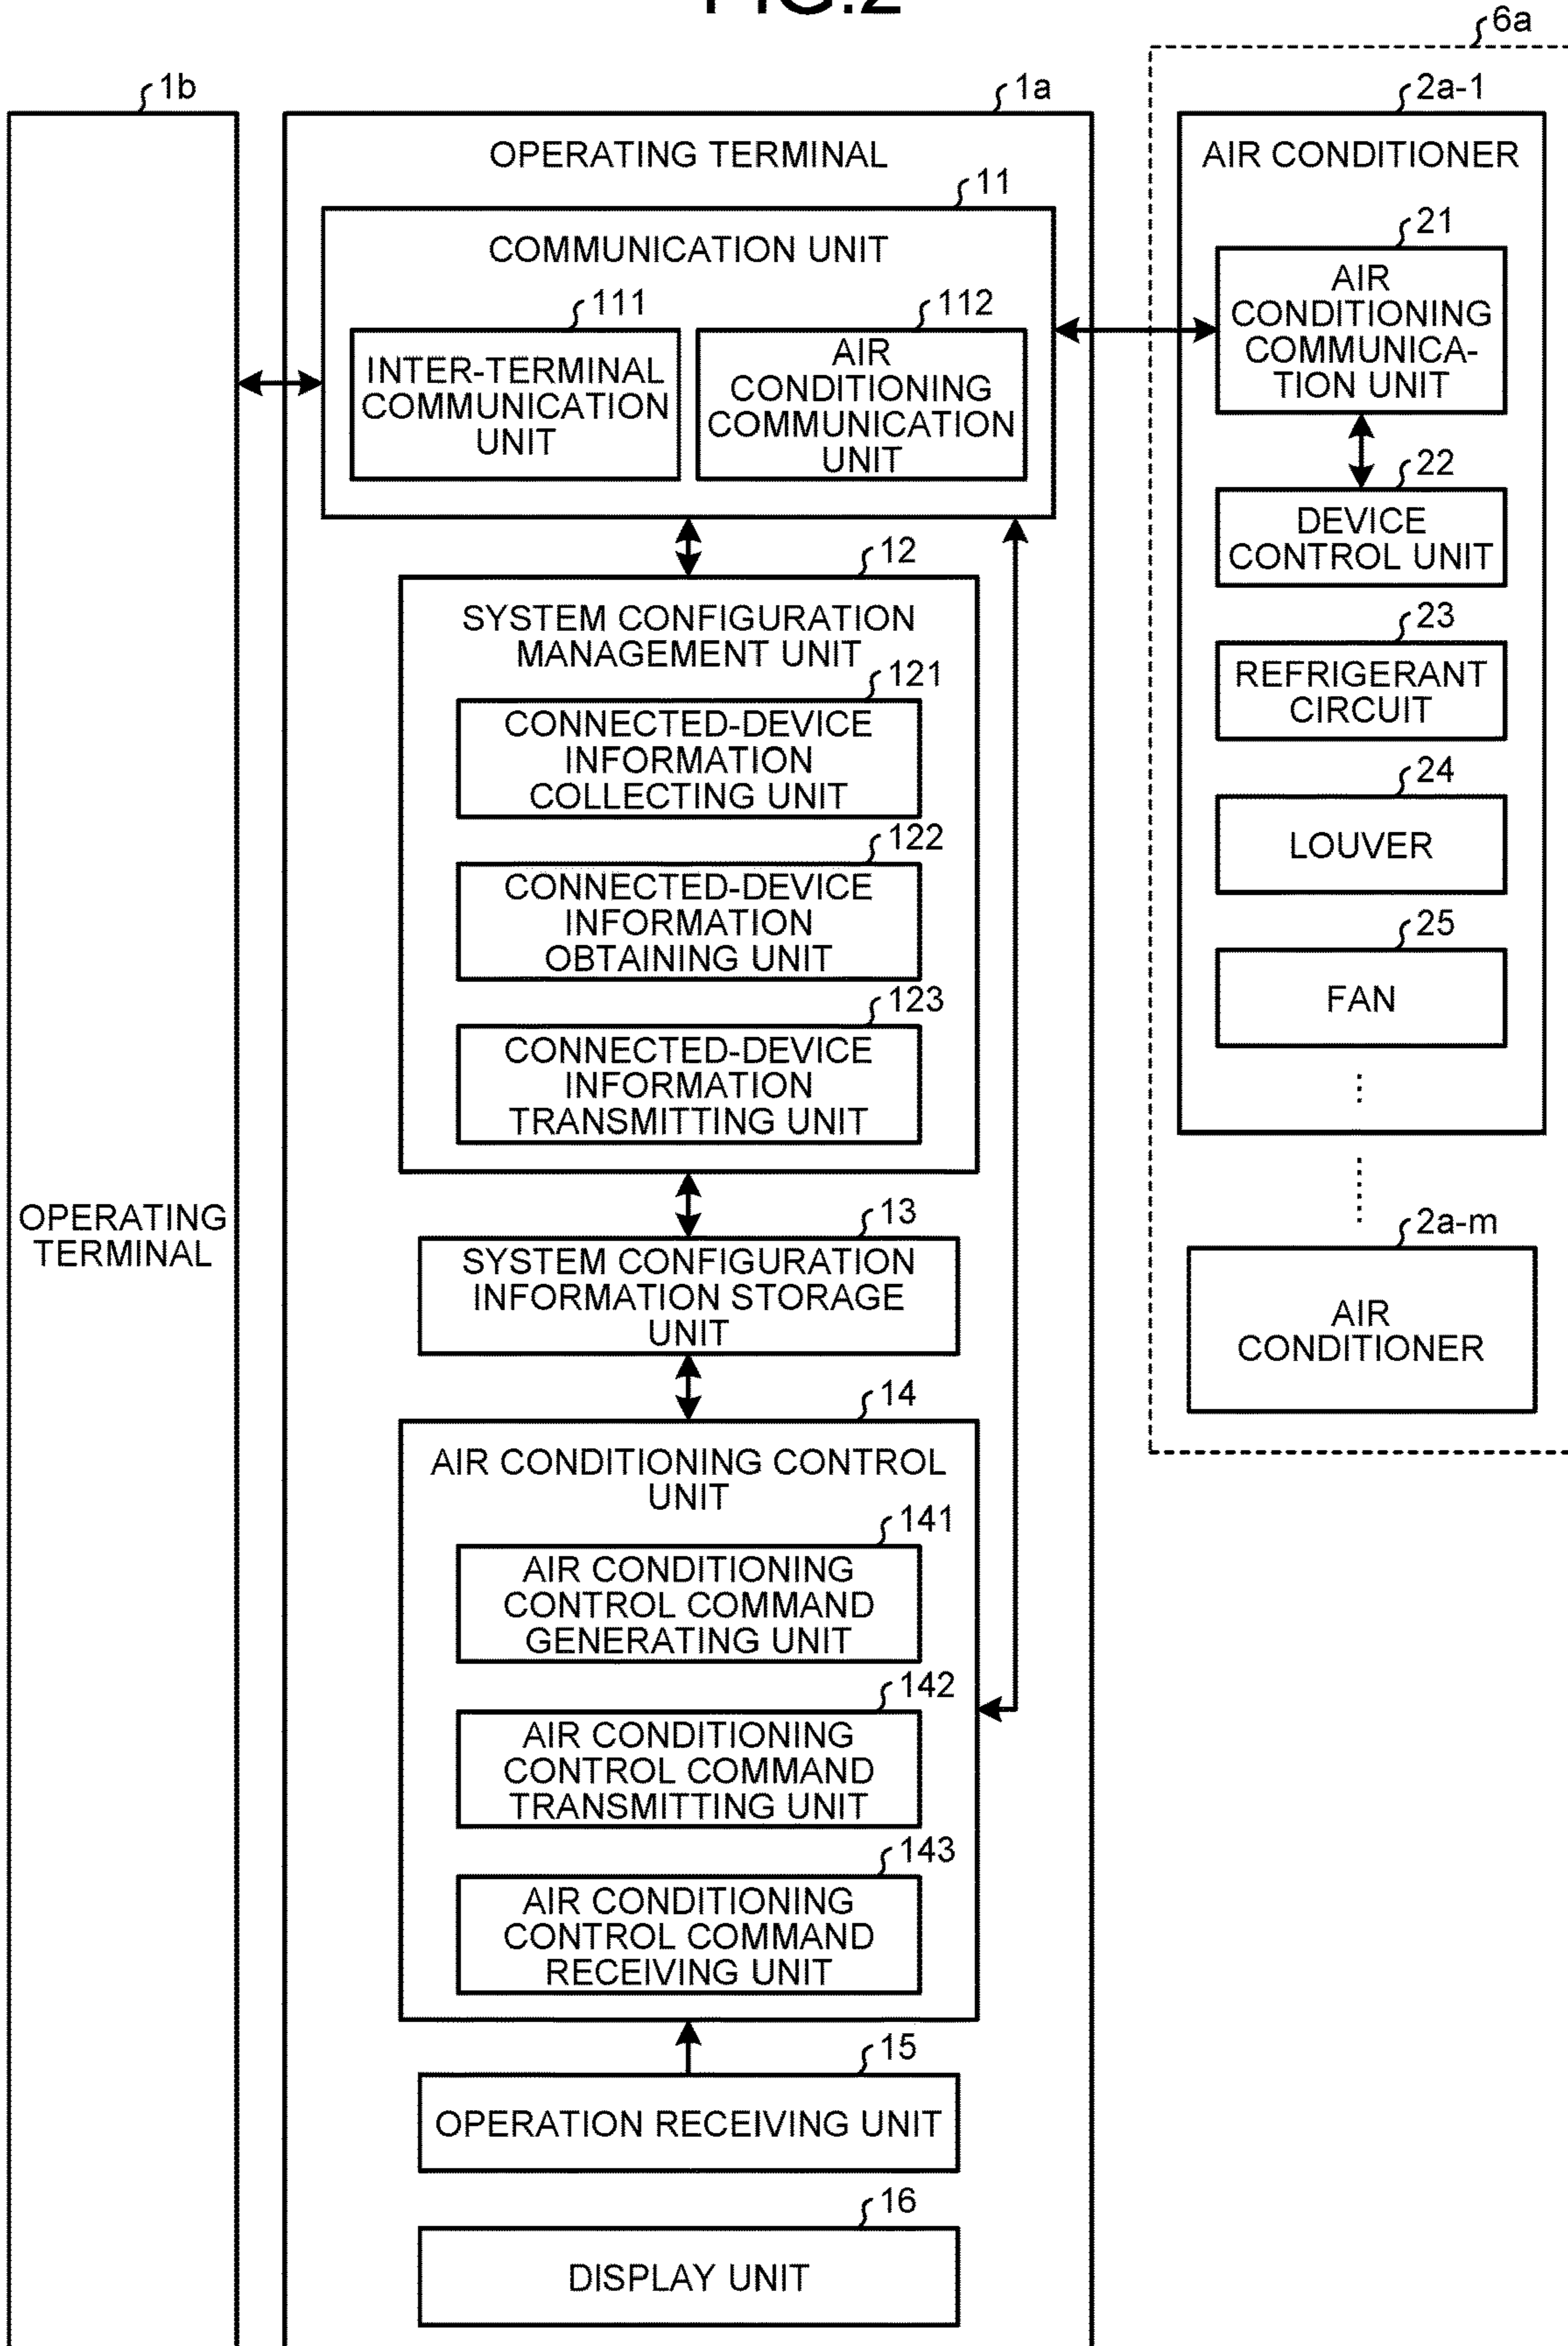 FIG.2
6a
1b
OPERATING
TERMINAL
1a
OPERATING TERMINAL
11
COMMUNICATION UNIT
111
INTER-TERMINAL
COMMUNICATION
UNIT
112
AIR
CONDITIONING
COMMUNICATION
UNIT
12
SYSTEM CONFIGURATION
MANAGEMENT UNIT
121
CONNECTED-DEVICE
INFORMATION
COLLECTING UNIT
122
CONNECTED-DEVICE
INFORMATION
OBTAINING UNIT
123
CONNECTED-DEVICE
INFORMATION
TRANSMITTING UNIT
13
SYSTEM CONFIGURATION
INFORMATION STORAGE
UNIT
14
AIR CONDITIONING CONTROL
UNIT
141
AIR CONDITIONING
CONTROL COMMAND
GENERATING UNIT
142
AIR CONDITIONING
CONTROL COMMAND
TRANSMITTING UNIT
143
AIR CONDITIONING
CONTROL COMMAND
RECEIVING UNIT
15
OPERATION RECEIVING UNIT
16
DISPLAY UNIT
2a-1
AIR CONDITIONER
21
AIR
CONDITIONING
COMMUNICA-
TION UNIT
22
DEVICE
CONTROL UNIT
23
REFRIGERANT
CIRCUIT
24
LOUVER
25
FAN
2a-m
AIR
CONDITIONER